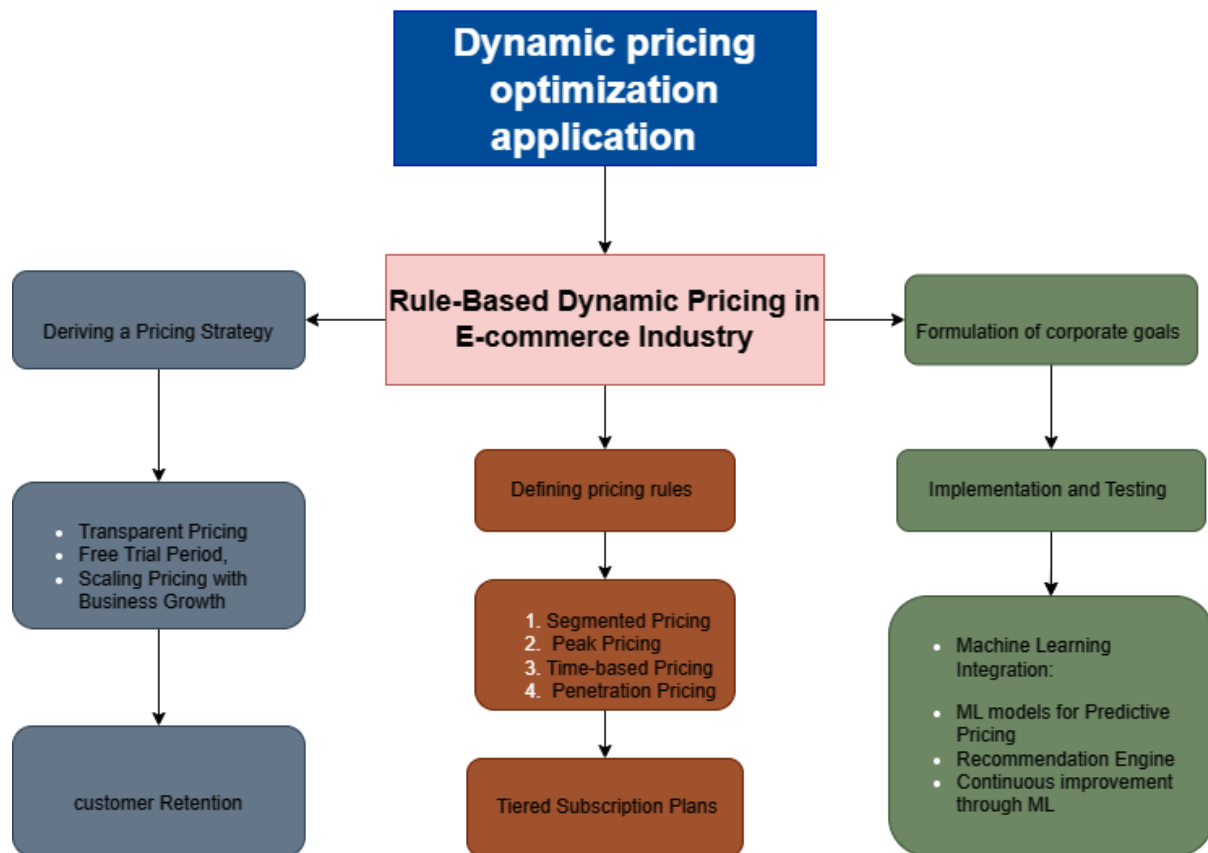 Dynamic pricing
optimization
application
Rule-Based Dynamic Pricing in
E-commerce Industry
Deriving a Pricing Strategy
Transparent Pricing
Free Trial Period,
Scaling Pricing with
Business Growth
customer Retention
Defining pricing rules
1. Segmented Pricing
2. Peak Pricing
3. Time-based Pricing
4. Penetration Pricing
Tiered Subscription Plans
Formulation of corporate goals
Implementation and Testing
Machine Learning
Integration:
ML models for Predictive
Pricing
Recommendation Engine
Continuous improvement
through ML